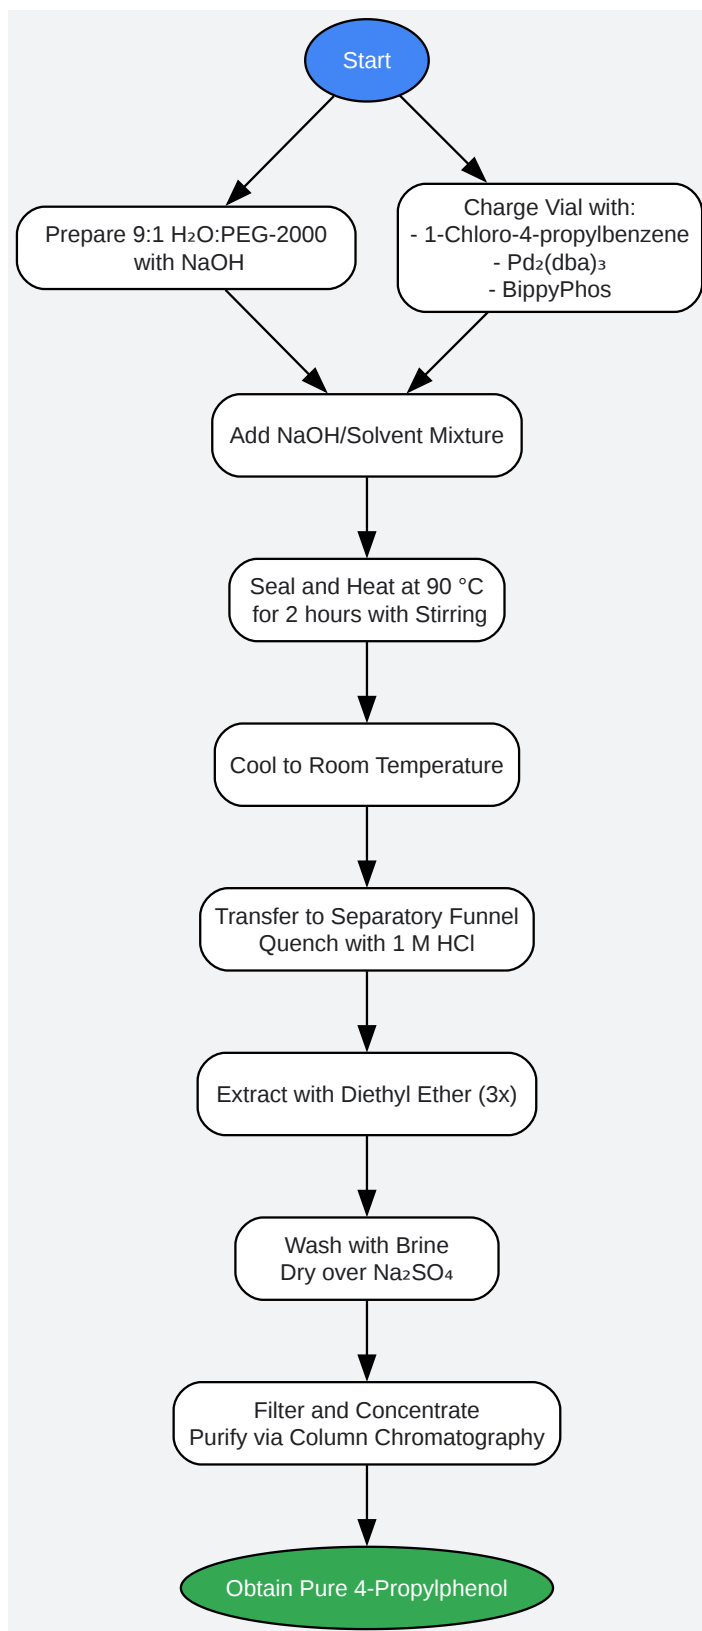 Start
Prepare 9:1 H₂O:PEG-2000
with NaOH
Charge Vial with:
- 1-Chloro-4-propylbenzene
- Pd₂(dba)₃
- BippyPhos
Add NaOH/Solvent Mixture
Seal and Heat at 90 °C
for 2 hours with Stirring
Cool to Room Temperature
Transfer to Separatory Funnel
Quench with 1 M HCl
Extract with Diethyl Ether (3x)
Wash with Brine
Dry over Na₂SO₄
Filter and Concentrate
Purify via Column Chromatography
Obtain Pure 4-Propylphenol